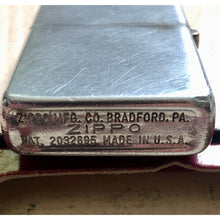 ZIPPO MFG. CO. BRADFORD, PA.
ZIPPO
PAT. 2032695 MADE IN U.S.A.